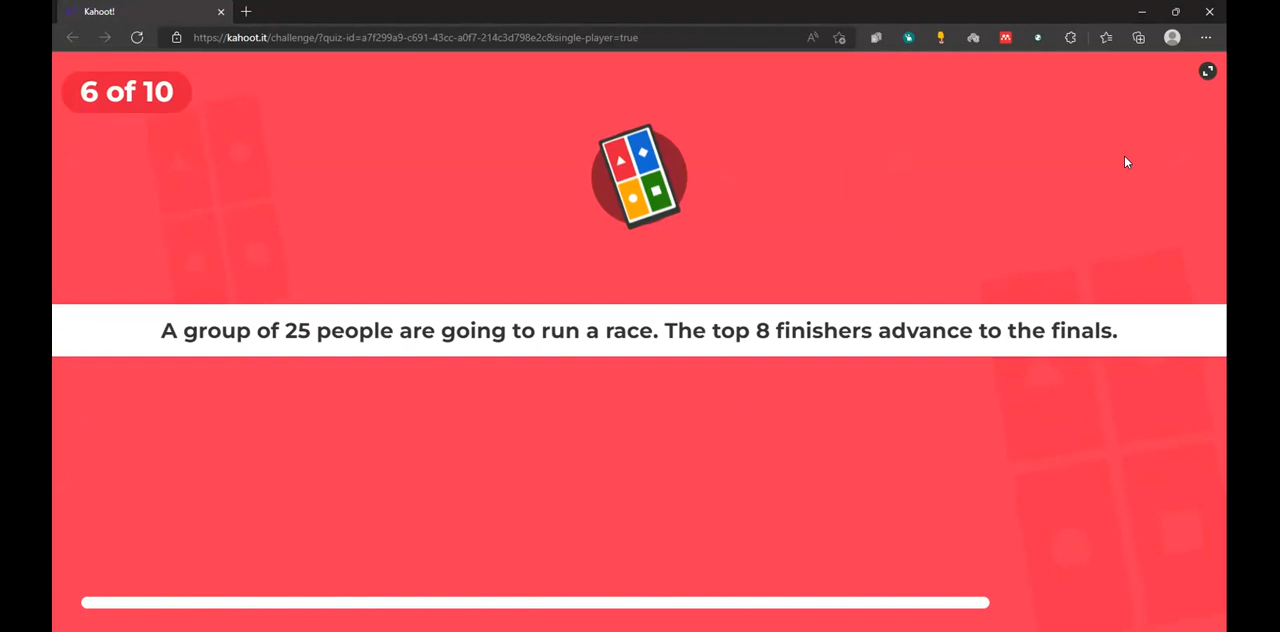 Kahoot!
https://kahoot.it/challenge/?quiz-id=a7f299a9-c691-43cc-a0f7-214c3d798e2c&single-player=true
6 of 10
A group of 25 people are going to run a race. The top 8 finishers advance to the finals.